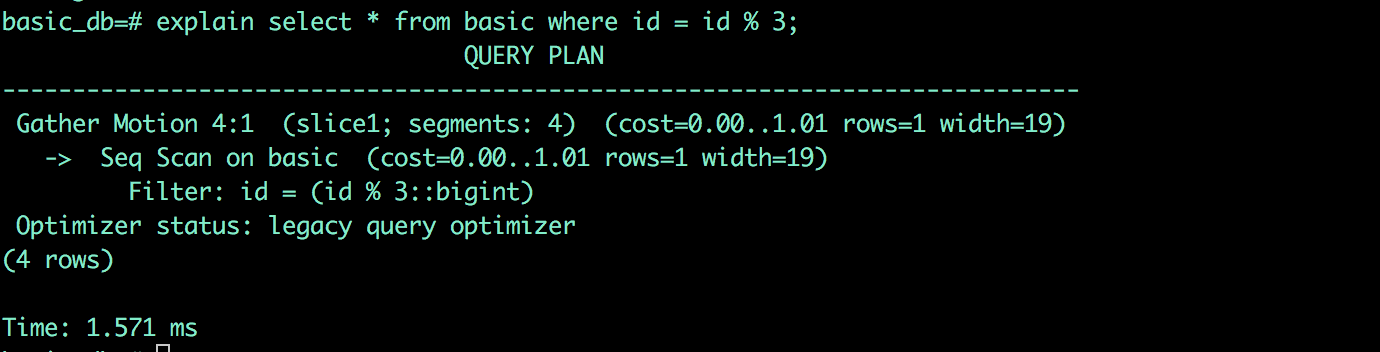 basic_db=# explain select * from basic where id = id % 3;
QUERY PLAN
-----------------------------------------------------------------------------
Gather Motion 4:1  (slice1; segments: 4)  (cost=0.00..1.01 rows=1 width=19)
->  Seq Scan on basic  (cost=0.00..1.01 rows=1 width=19)
Filter: id = (id % 3::bigint)
Optimizer status: legacy query optimizer
(4 rows)
Time: 1.571 ms